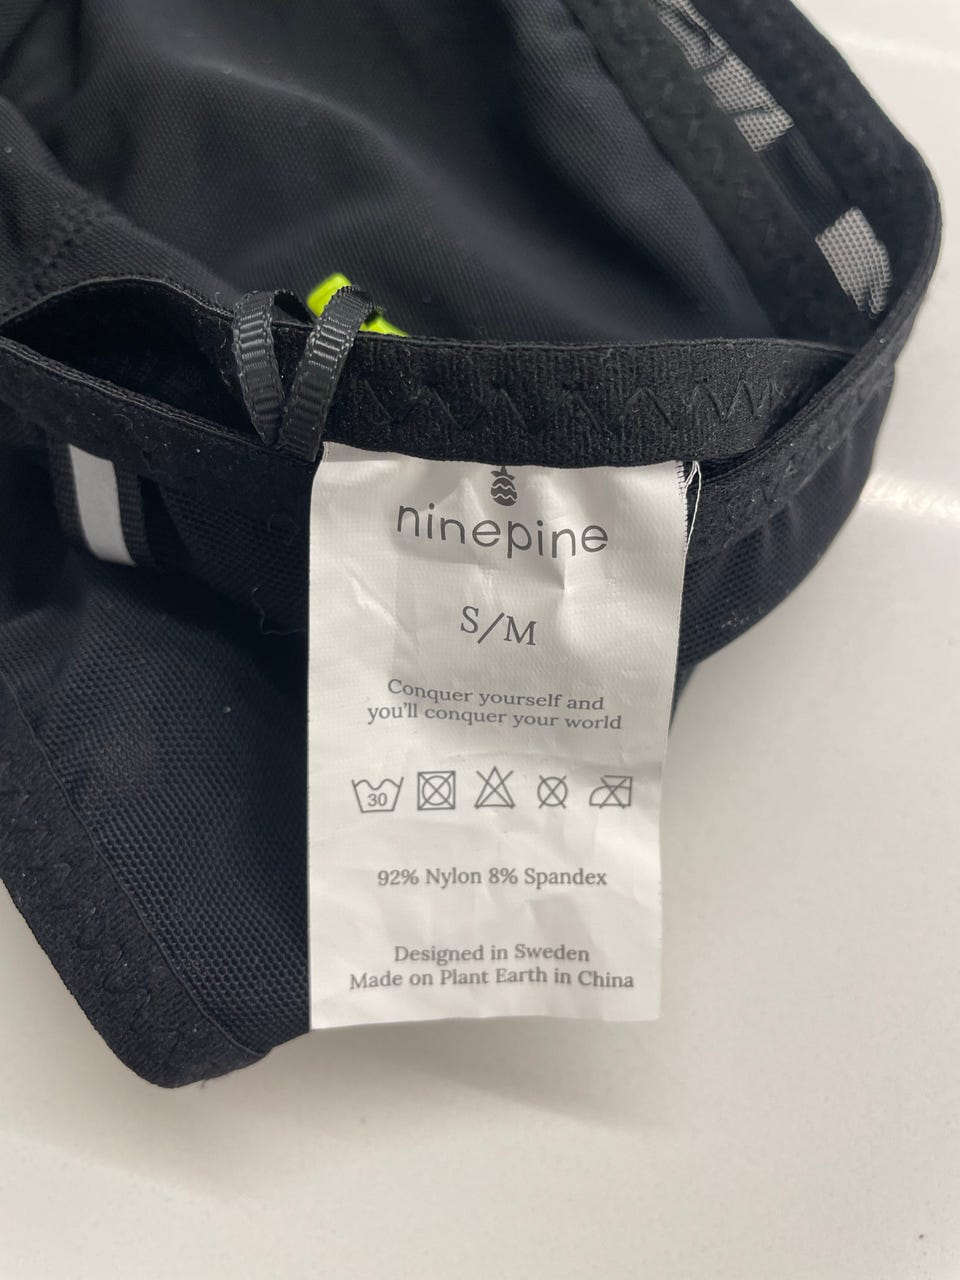 ninepine
S/M
Conquer yourself and
you'll conquer your world
30
92% Nylon 8% Spandex
Designed in Sweden
Made on Plant Earth in China